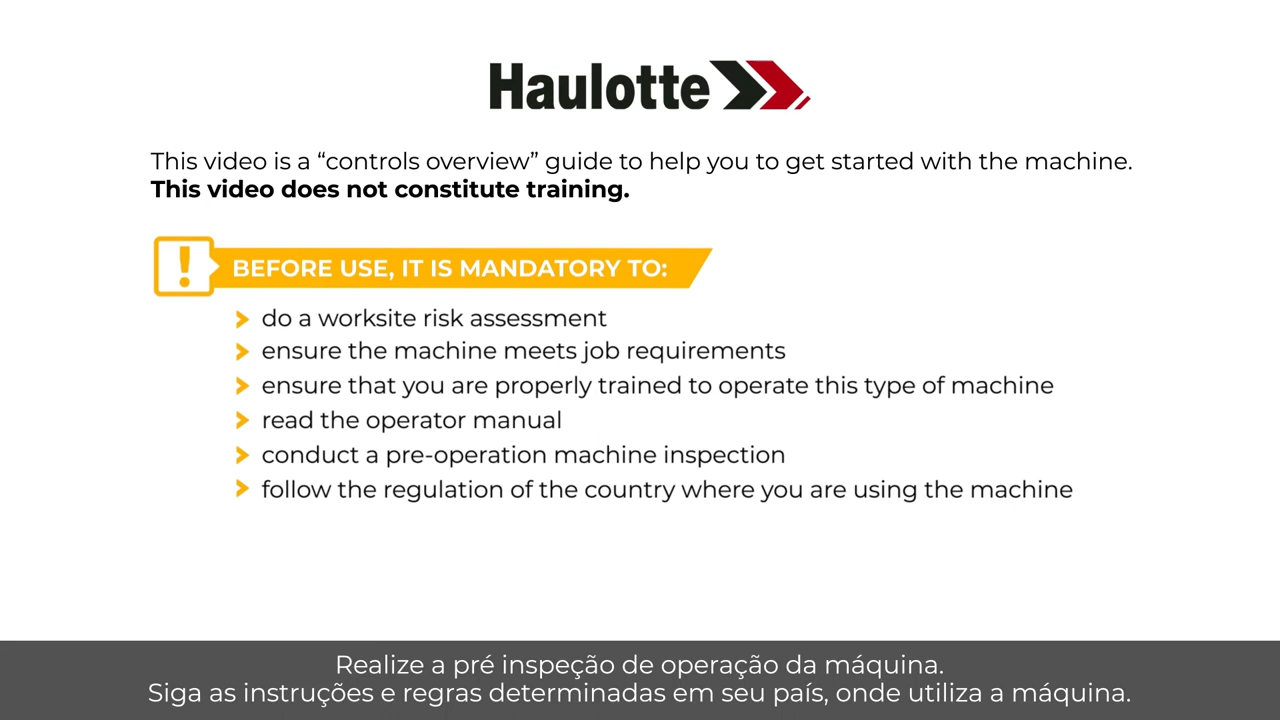 Haulotte
This video is a “controls overview” guide to help you to get started with the machine.
This video does not constitute training.
! BEFORE USE, IT IS MANDATORY TO:
do a worksite risk assessment
ensure the machine meets job requirements
ensure that you are properly trained to operate this type of machine
read the operator manual
conduct a pre-operation machine inspection
follow the regulation of the country where you are using the machine
Realize a pré inspeção de operação da máquina.
Siga as instruções e regras determinadas em seu país, onde utiliza a máquina.